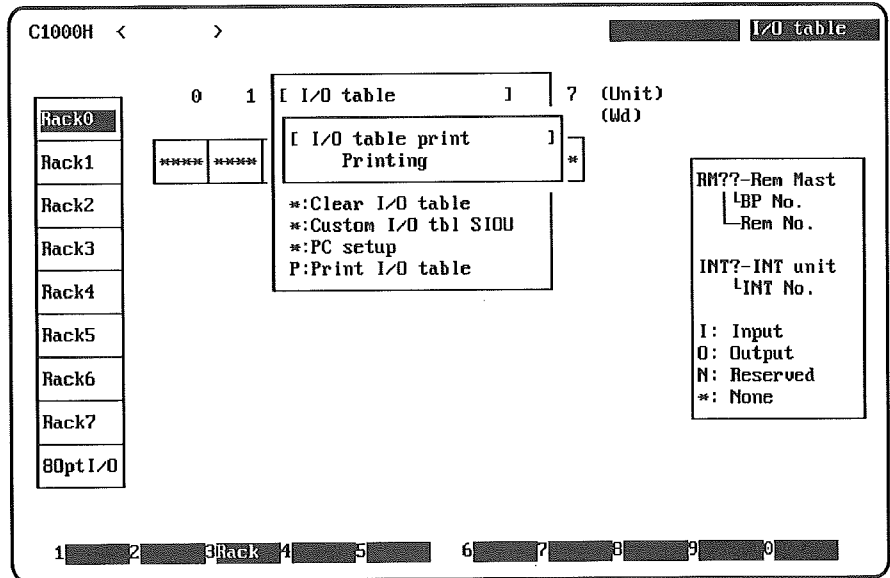 C1000H < >
I/O table
0 1 [ I/O table ] 7 (Unit)
(Wd)
Rack0
[ I/O table print ]
Printing
Rack1
**** **** *
Rack2
Rack3
Rack4
Rack5
Rack6
Rack7
80ptI/O
*:Clear I/O table
*:Custom I/O tbl SIOU
*:PC setup
P:Print I/O table
RM??-Rem Mast
BP No.
Rem No.
INT?-INT unit
INT No.
I: Input
O: Output
N: Reserved
*: None
1 2 3Rack 4 5 6 7 8 9 0